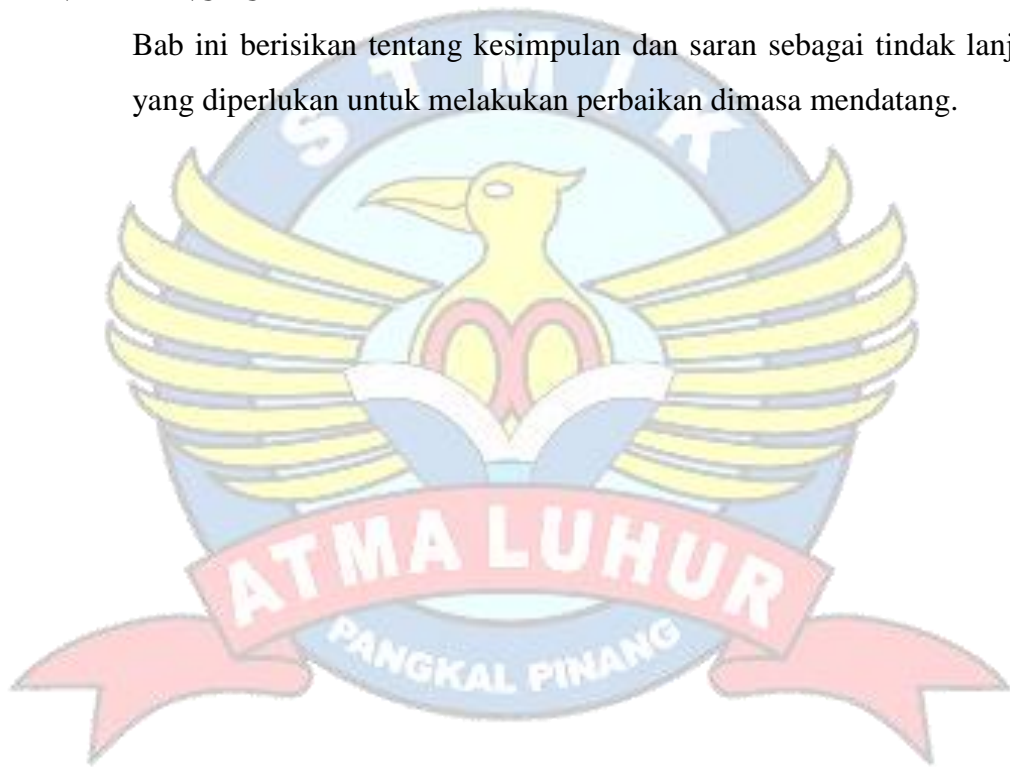 Bab ini berisikan tentang kesimpulan dan saran sebagai tindak lanj
yang diperlukan untuk melakukan perbaikan dimasa mendatang.
STMIK
ATMA LUHUR
PANGKAL PINANG